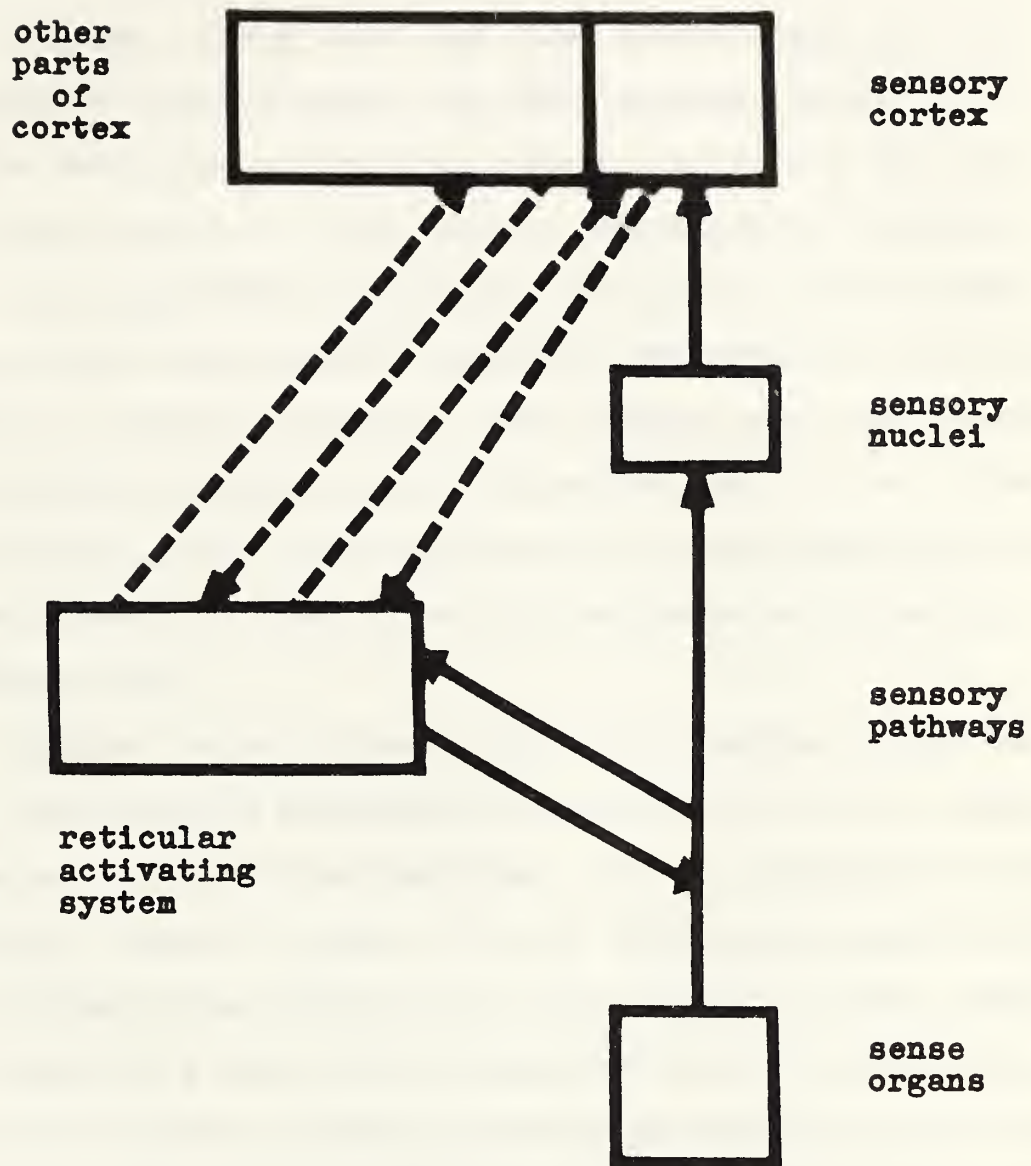 other
parts
of
cortex
sensory
cortex
sensory
nuclei
sensory
pathways
reticular
activating
system
sense
organs